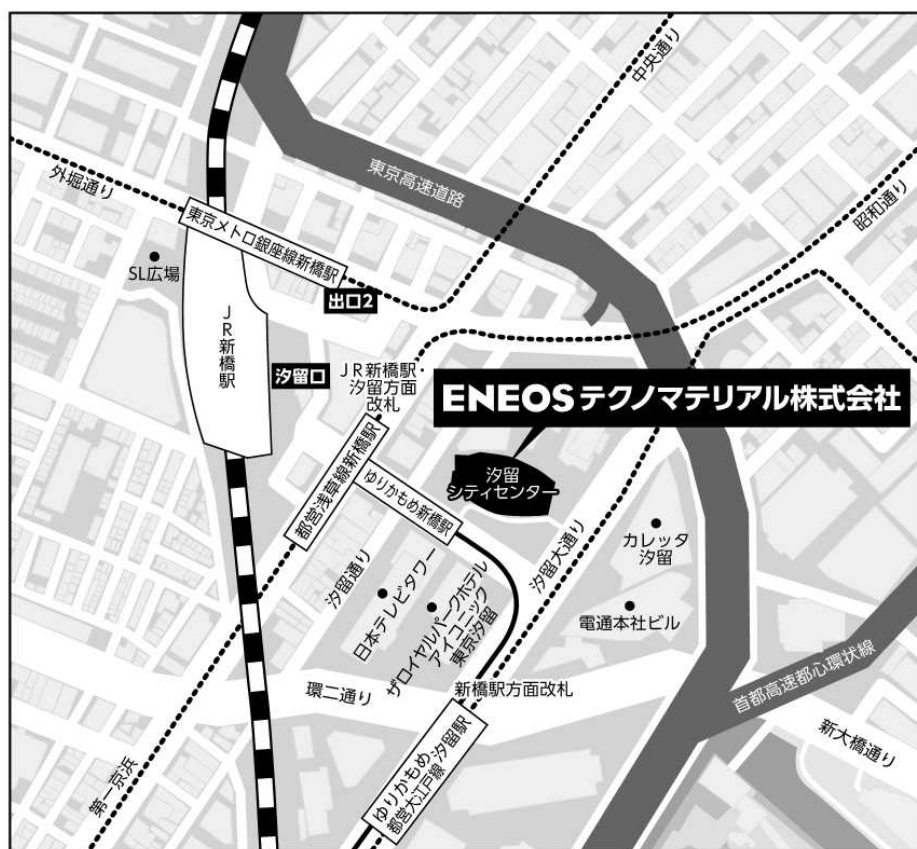 中央通り
東京高速道路
外堀通り
昭和通り
東京メトロ銀座線新橋駅
SL広場
出口2
JR新橋駅
汐留口
JR新橋駅・
汐留方面
改札
ENEOSテクノマテリアル株式会社
都営浅草線新橋駅
汐留
シティセンター
ゆりかもめ新橋駅
カレッタ
汐留
汐留大通り
汐留通り
日本テレビタワー
ザロイヤルパークホテル
アイコニック
東京汐留
電通本社ビル
環二通り
新橋駅方面改札
首都高速都心環状線
新大橋通り
第一京浜
ゆりかもめ
都営大江戸線
汐留駅